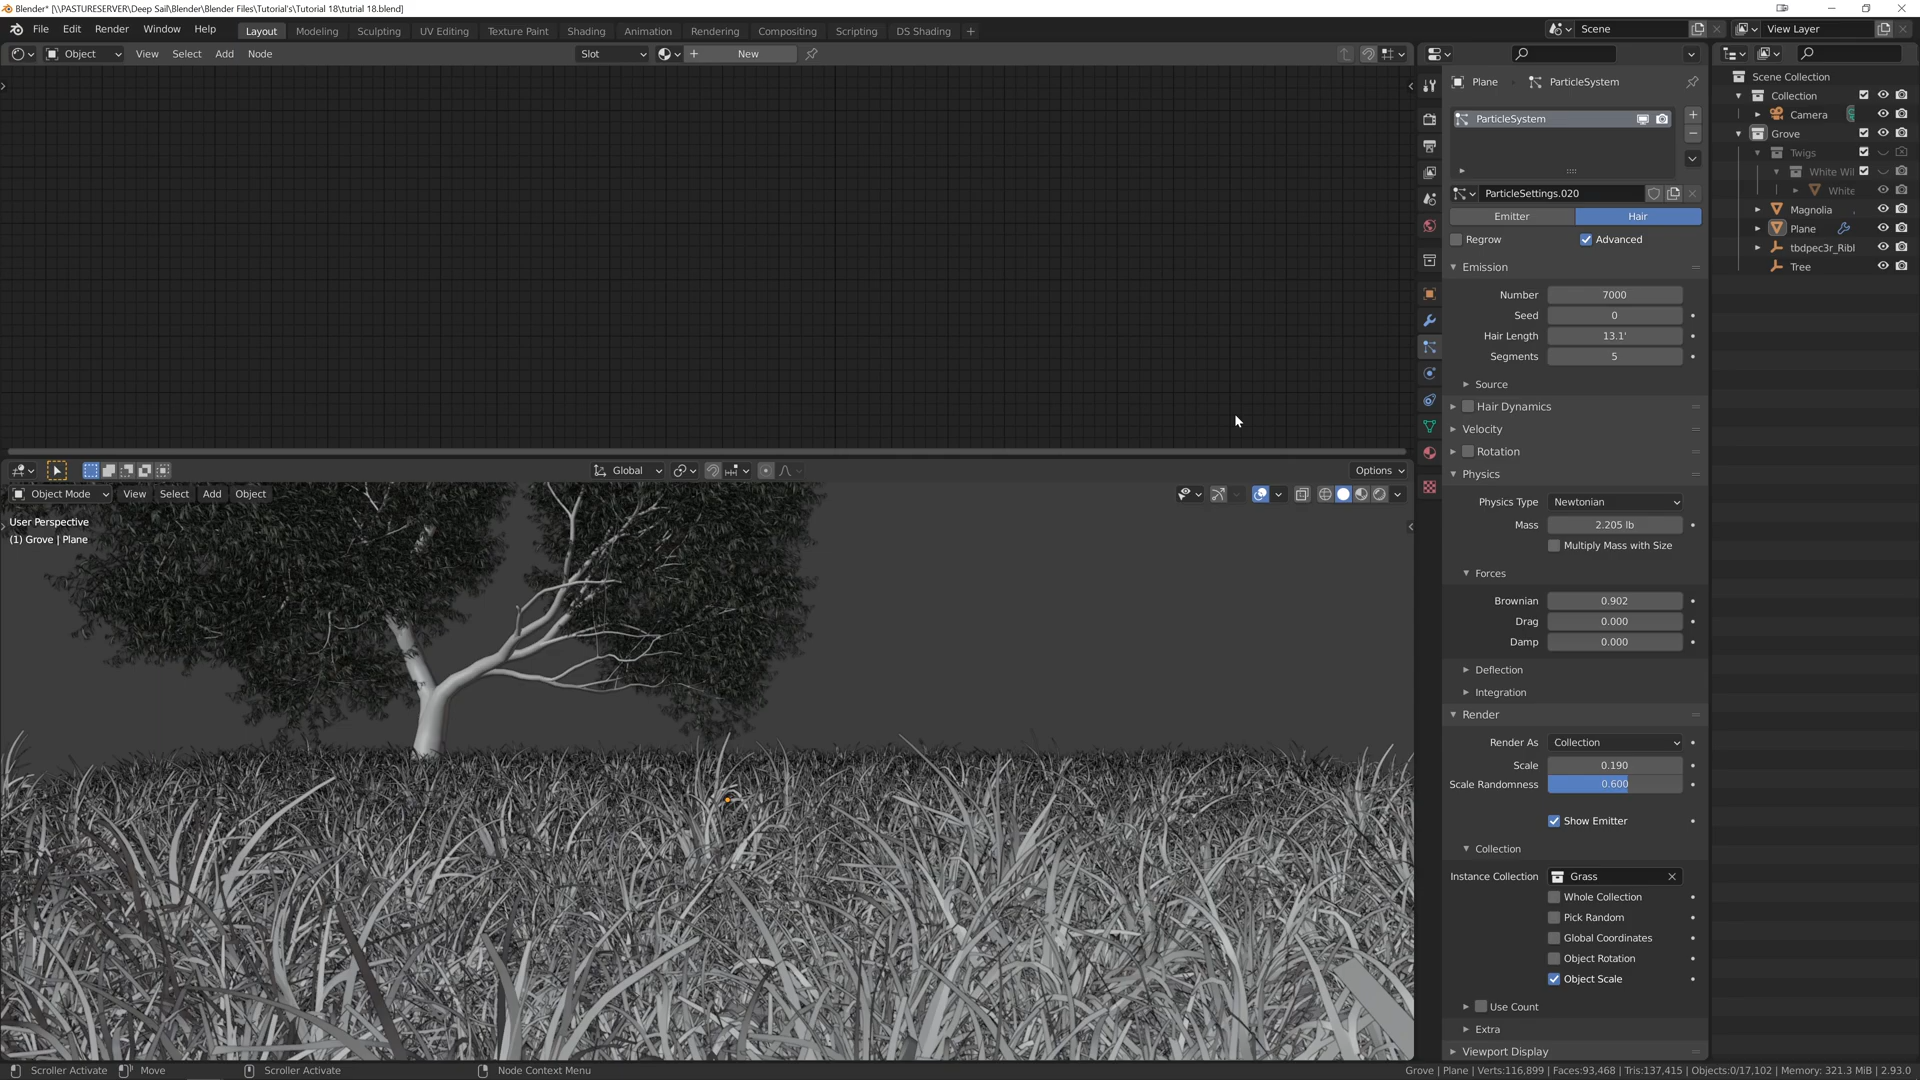 Blender* [\\PASTURESERVER\Deep Sail\Blender\Blender Files\Tutorial's\Tutorial 18\tutrial 18.blend]
File Edit Render Window Help Layout Modeling Sculpting UV Editing Texture Paint Shading Animation Rendering Compositing Scripting DS Shading + Scene View Layer
Object View Select Add Node Slot New
Plane ParticleSystem
ParticleSystem
ParticleSettings.020
Emitter Hair
Regrow Advanced
Emission
Number 7000
Seed 0
Hair Length 13.1'
Segments 5
Source
Hair Dynamics
Velocity
Rotation
Physics
Physics Type Newtonian
Mass 2.205 lb
Multiply Mass with Size
Forces
Brownian 0.902
Drag 0.000
Damp 0.000
Deflection
Integration
Render
Render As Collection
Scale 0.190
Scale Randomness 0.600
Show Emitter
Collection
Instance Collection Grass
Whole Collection
Pick Random
Global Coordinates
Object Rotation
Object Scale
Use Count
Extra
Viewport Display
Scene Collection
Collection
Camera
Grove
Twigs
White Wil
White
Magnolia
Plane
tbdpec3r_Ribl
Tree
Global Options
Object Mode View Select Add Object
User Perspective
(1) Grove | Plane
Scroller Activate Move Scroller Activate Node Context Menu Grove | Plane | Verts:116,899 | Faces:93,468 | Tris:137,415 | Objects:0/17,102 | Memory: 321.3 MiB | 2.93.0